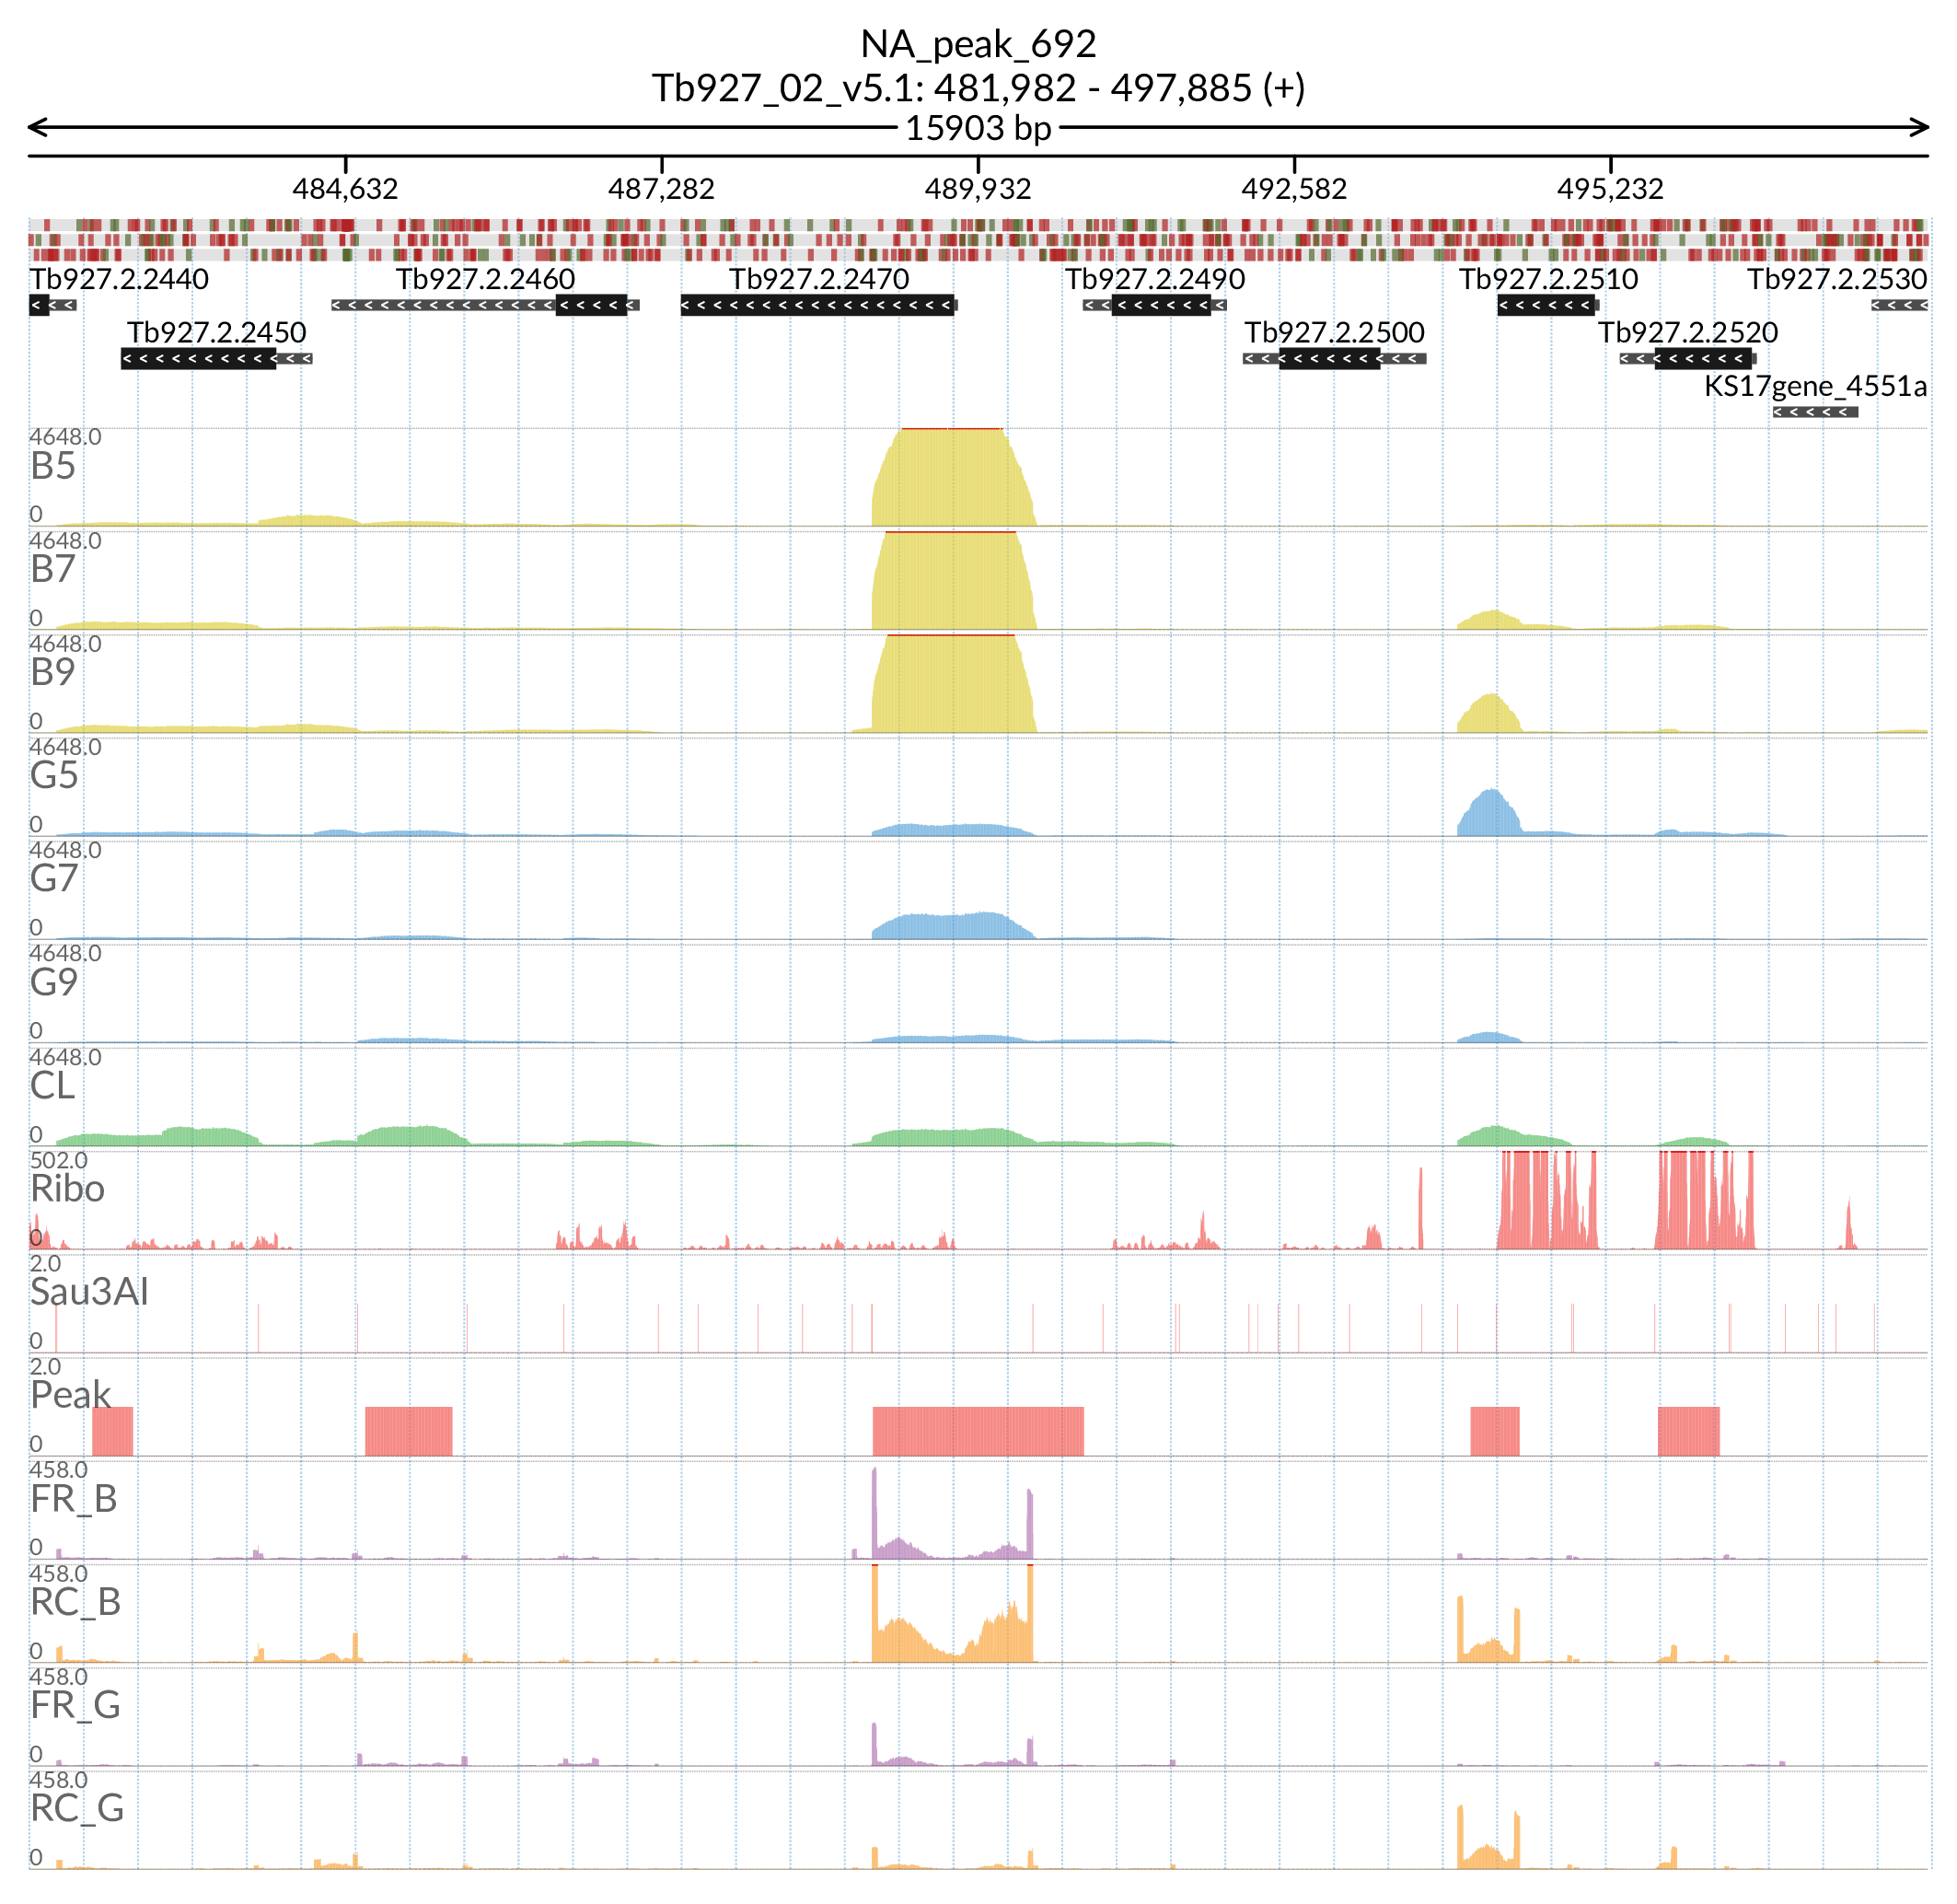 NA_peak_692
Tb927_02_v5.1: 481,982 - 497,885 (+)
15903 bp
484,632 487,282 489,932 492,582 495,232
Tb927.2.2440 Tb927.2.2460 Tb927.2.2470 Tb927.2.2490 Tb927.2.2510 Tb927.2.2530
Tb927.2.2450 Tb927.2.2500 Tb927.2.2520
KS17gene_4551a
4648.0
B5
0
4648.0
B7
0
4648.0
B9
0
4648.0
G5
0
4648.0
G7
0
4648.0
G9
0
4648.0
CL
0
502.0
Ribo
0
2.0
Sau3AI
0
2.0
Peak
0
458.0
FR_B
0
458.0
RC_B
0
458.0
FR_G
0
458.0
RC_G
0